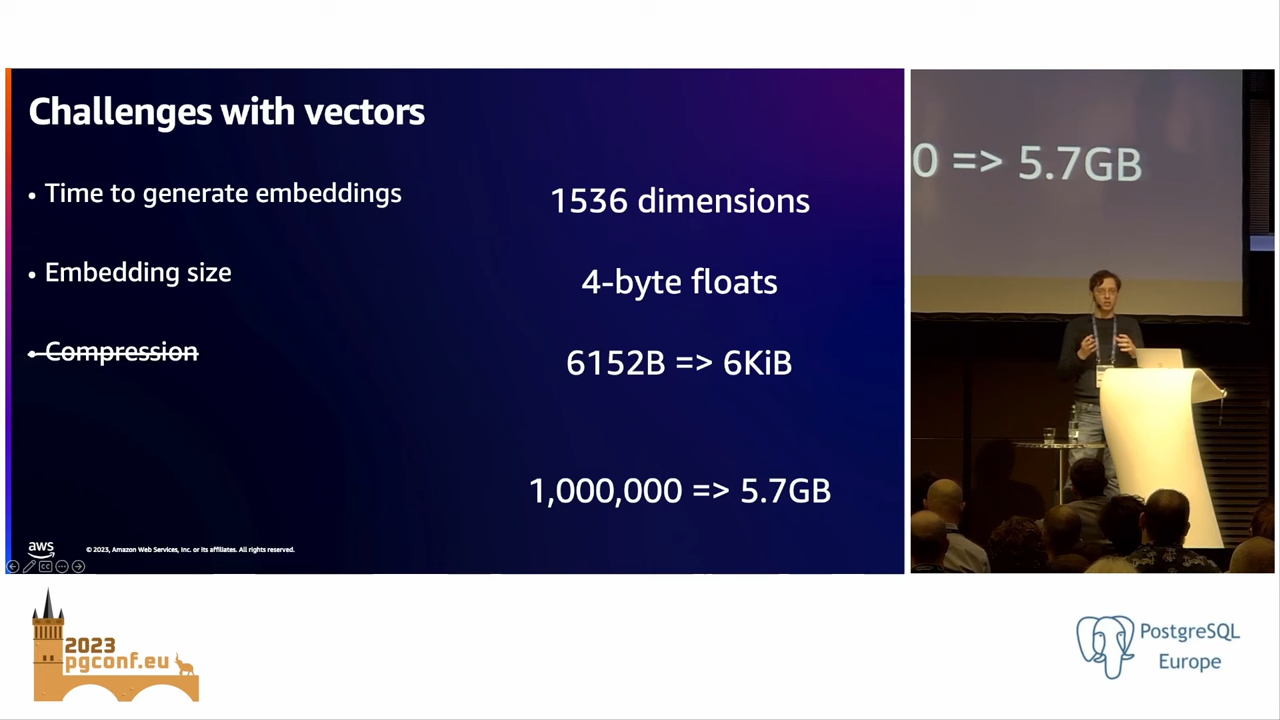 Challenges with vectors
• Time to generate embeddings
1536 dimensions
• Embedding size
4-byte floats
• Compression
6152B => 6KiB
1,000,000 => 5.7GB
aws
© 2023, Amazon Web Services, Inc. or its affiliates. All rights reserved.
CC
0 => 5.7GB
2023
pgconf.eu
PostgreSQL
Europe